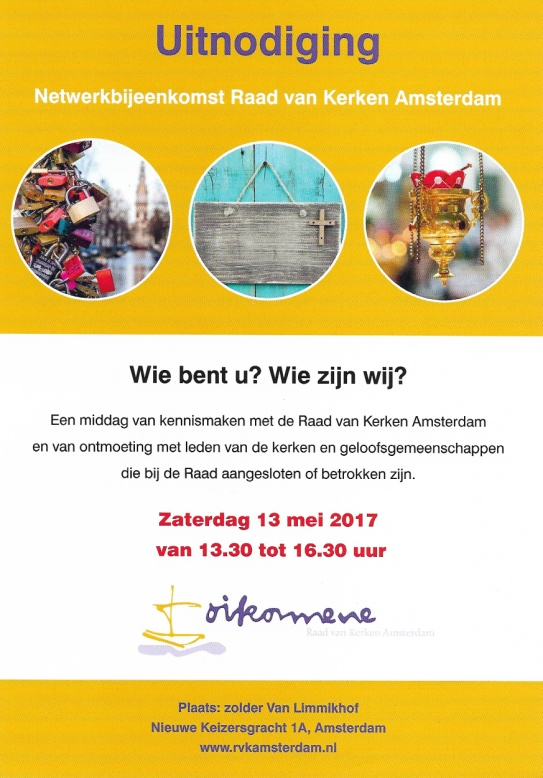 Uitnodiging
Netwerkbijeenkomst Raad van Kerken Amsterdam
Wie bent u? Wie zijn wij?
Een middag van kennismaken met de Raad van Kerken Amsterdam
en van ontmoeting met leden van de kerken en geloofsgemeenschappen
die bij de Raad aangesloten of betrokken zijn.
Zaterdag 13 mei 2017
van 13.30 tot 16.30 uur
oikomene
Raad van Kerken Amsterdam
Plaats: zolder Van Limmikhof
Nieuwe Keizersgracht 1A, Amsterdam
www.rvkamsterdam.nl